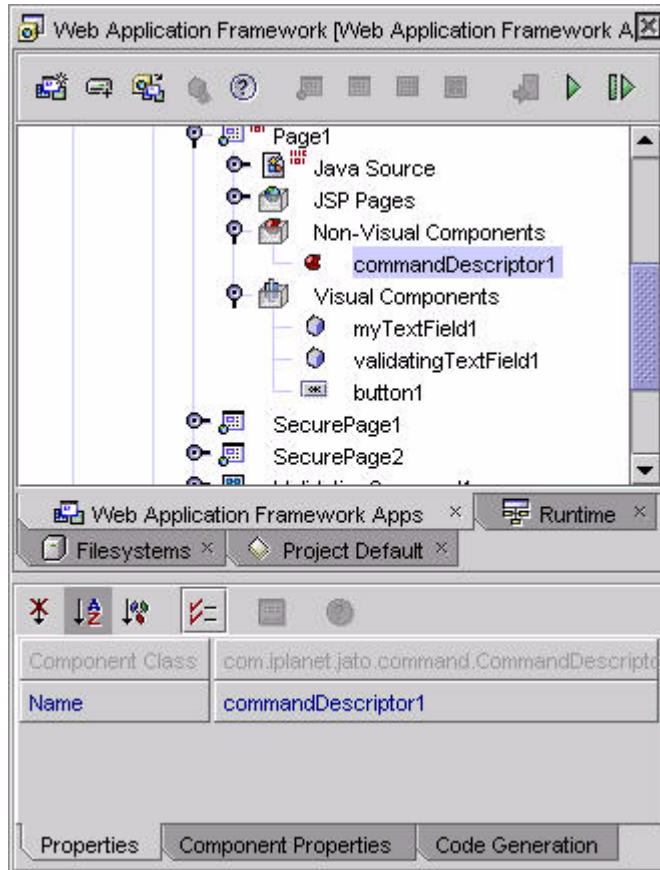 Web Application Framework [Web Application Framework A
Page1
Java Source
JSP Pages
Non-Visual Components
commandDescriptor1
Visual Components
myTextField1
validatingTextField1
button1
SecurePage1
SecurePage2
Web Application Framework Apps
Runtime
Filesystems
Project Default
Component Class
com.iplanet.jato.command.CommandDescripto
Name
commandDescriptor1
Properties
Component Properties
Code Generation